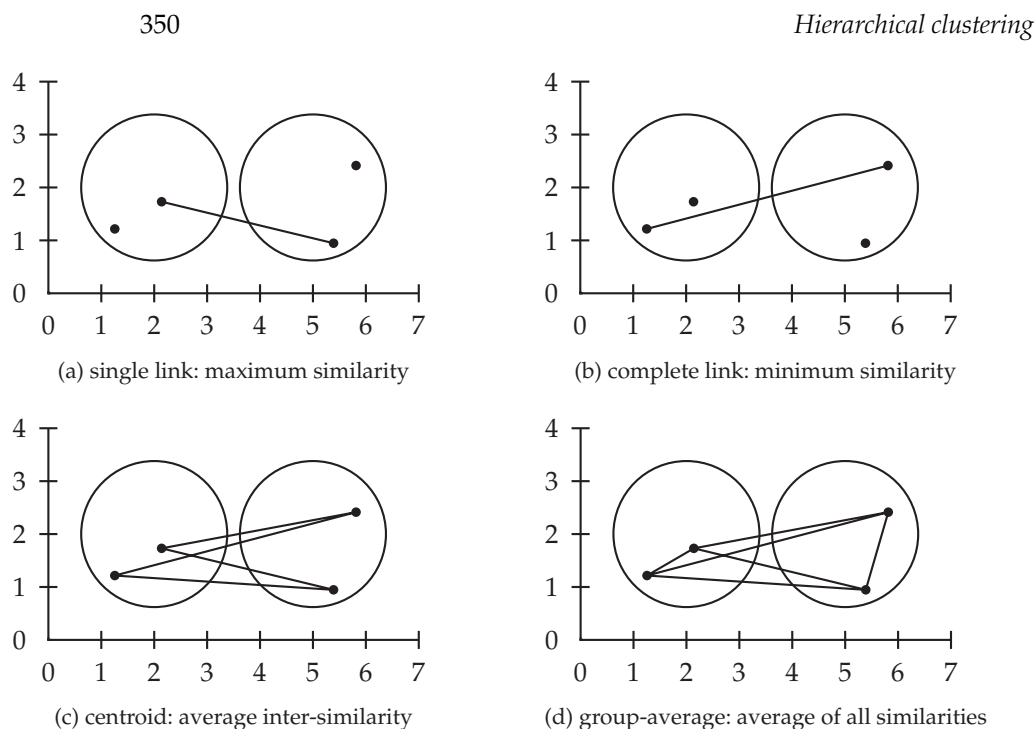 350 Hierarchical clustering
4
3
2
1
0
0 1 2 3 4 5 6 7
(a) single link: maximum similarity
4
3
2
1
0
0 1 2 3 4 5 6 7
(b) complete link: minimum similarity
4
3
2
1
0
0 1 2 3 4 5 6 7
(c) centroid: average inter-similarity
4
3
2
1
0
0 1 2 3 4 5 6 7
(d) group-average: average of all similarities